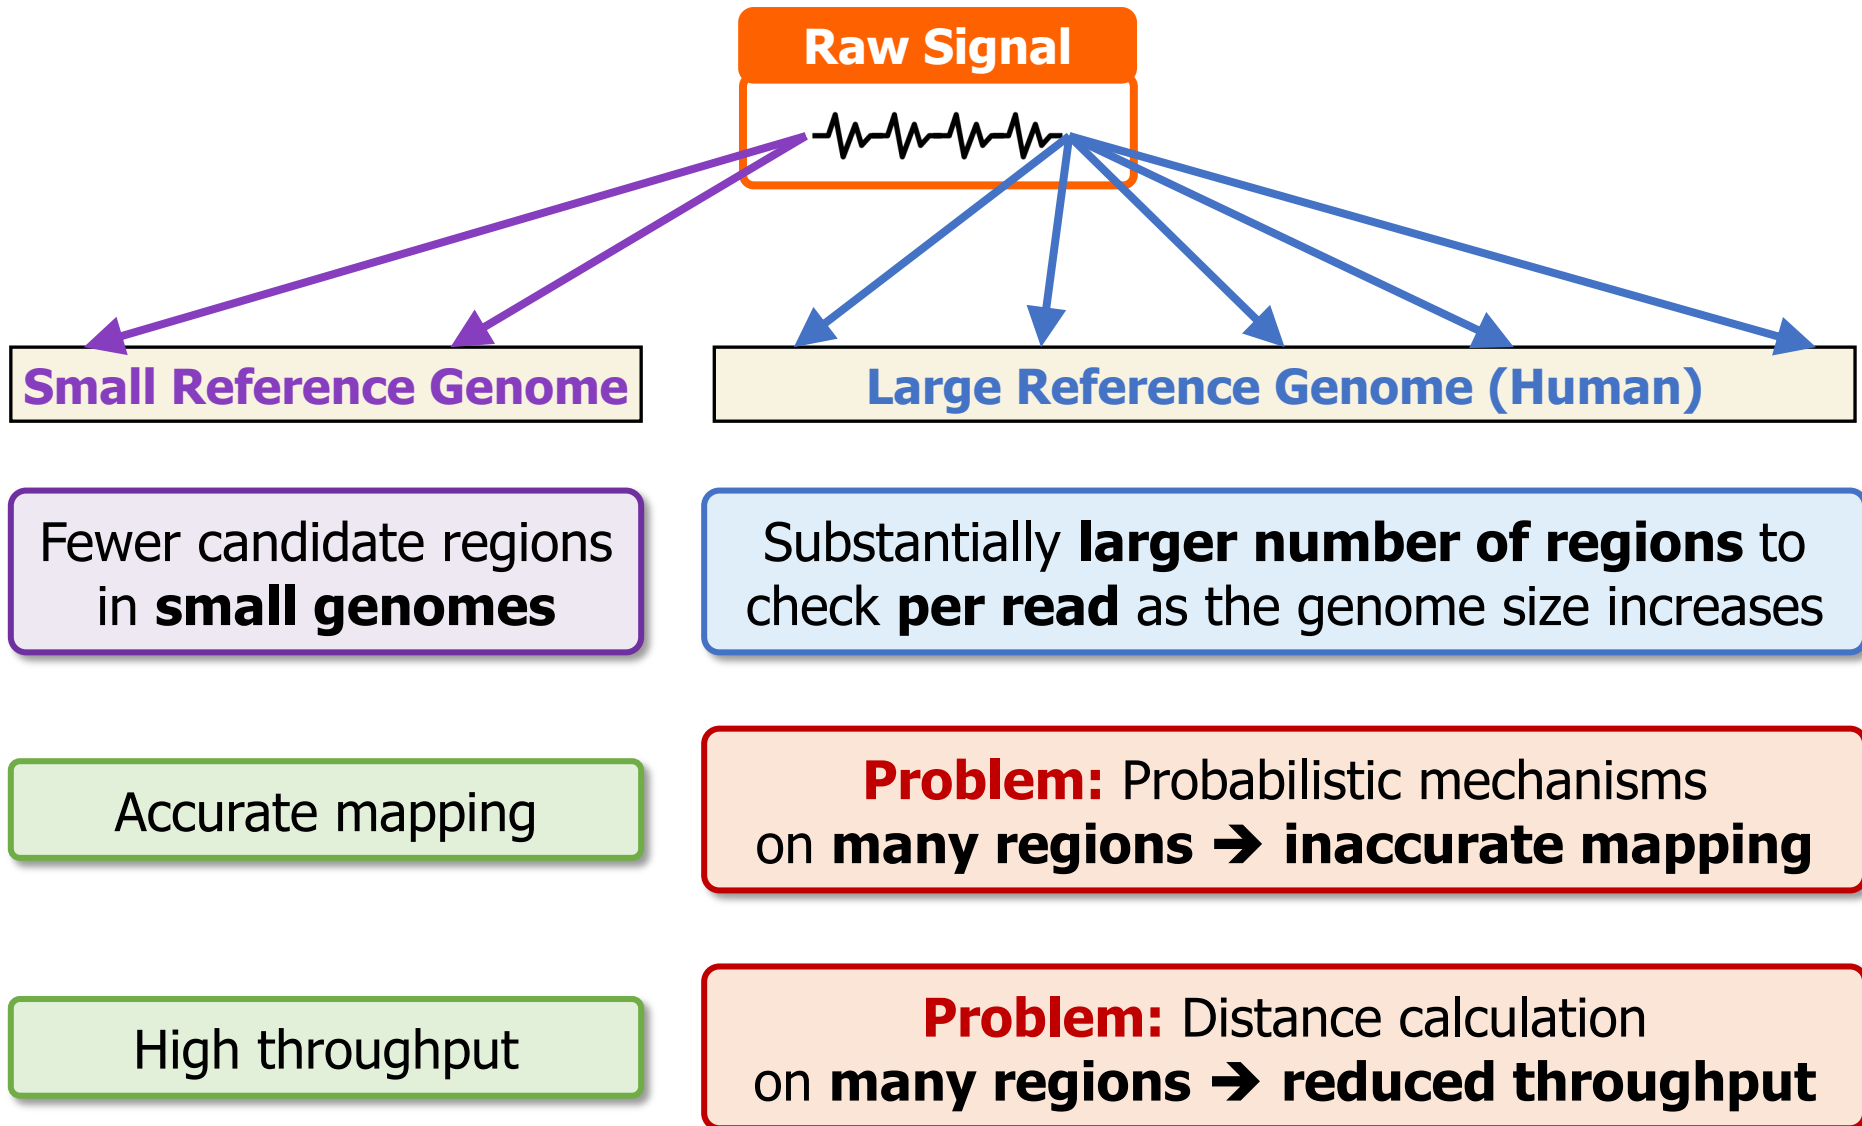 Raw Signal
Small Reference Genome
Large Reference Genome (Human)
Fewer candidate regions
in small genomes
Substantially larger number of regions to
check per read as the genome size increases
Accurate mapping
Problem: Probabilistic mechanisms
on many regions ➔ inaccurate mapping
High throughput
Problem: Distance calculation
on many regions ➔ reduced throughput